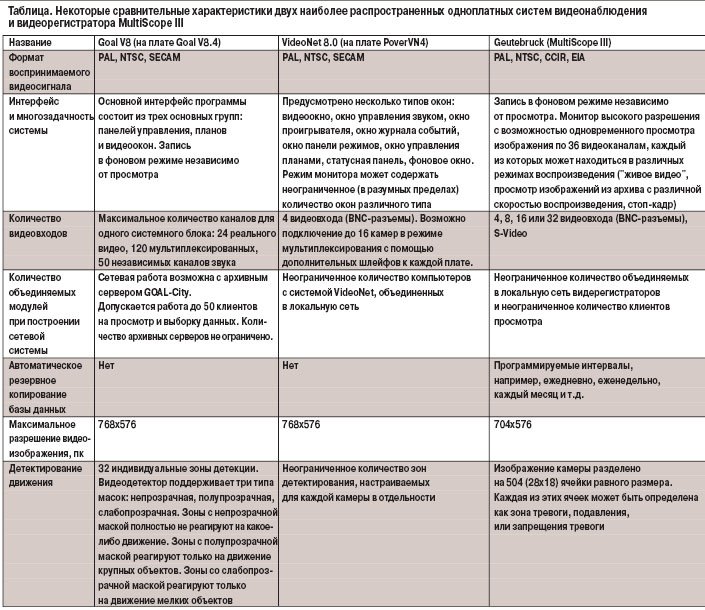 Таблица. Некоторые сравнительные характеристики двух наиболее распространенных одноплатных систем видеонаблюдения
и видеорегистратора MultiScope III
Название
Goal V8 (на плате Goal V8.4)
VideoNet 8.0 (на плате PoverVN4)
Geutebruck (MultiScope III)
Формат
воспринимаемого
видеосигнала
PAL, NTSC, SECAM
PAL, NTSC, SECAM
PAL, NTSC, CCIR, EIA
Интерфейс
и многозадачность
системы
Основной интерфейс программы
состоит из трех основных групп:
панелей управления, планов
и видеоокон. Запись
в фоновом режиме независимо
от просмотра
Предусмотрено несколько типов окон:
видеоокно, окно управления звуком, окно
проигрывателя, окно журнала событий,
окно панели режимов, окно управления
планами, статусная панель, фоновое окно.
Режим монитора может содержать
неограниченное (в разумных пределах)
количество окон различного типа
Запись в фоновом режиме независимо
от просмотра. Монитор высокого разрешения
с возможностью одновременного просмотра
изображения по 36 видеоканалам, каждый
из которых может находиться в различных
режимах воспроизведения ("живое видео",
просмотр изображений из архива с различной
скоростью воспроизведения, стоп-кадр)
Количество
видеовходов
Максимальное количество каналов для
одного системного блока: 24 реального
видео, 120 мультиплексированных,
50 независимых каналов звука
4 видеовхода (BNC-разъемы). Возможно
подключение до 16 камер в режиме
мультиплексирования с помощью
дополнительных шлейфов к каждой плате.
4, 8, 16 или 32 видеовхода (BNC-разъемы),
S-Video
Количество
объединяемых
модулей
при построении
сетевой
системы
Сетевая работа возможна с архивным
сервером GOAL-City.
Допускается работа до 50 клиентов
на просмотр и выборку данных. Коли-
чество архивных серверов не ограничено.
Неограниченное количество компьютеров
с системой VideoNet, объединенных
в локальную сеть
Неограниченное количество объединяемых
в локальную сеть видерегистраторов
и неограниченное количество клиентов
просмотра
Автоматическое
резервное
копирование
базы данных
Нет
Нет
Программируемые интервалы,
например, ежедневно, еженедельно,
каждый месяц и т.д.
Максимальное
разрешение видео-
изображения, пк
768x576
768x576
704x576
Детектирование
движения
32 индивидуальные зоны детекции.
Видеодетектор поддерживает три типа
масок: непрозрачная, полупрозрачная,
слабопрозрачная. Зоны с непрозрачной
маской полностью не реагируют на какое-
либо движение. Зоны с полупрозрачной
маской реагируют только на движение
крупных объектов. Зоны со слабопроз-
рачной маской реагируют только
на движение мелких объектов
Неограниченное количество зон
детектирования, настраиваемых
для каждой камеры в отдельности
Изображение камеры разделено
на 504 (28x18) ячейки равного размера.
Каждая из этих ячеек может быть определена
как зона тревоги, подавления,
или запрещения тревоги